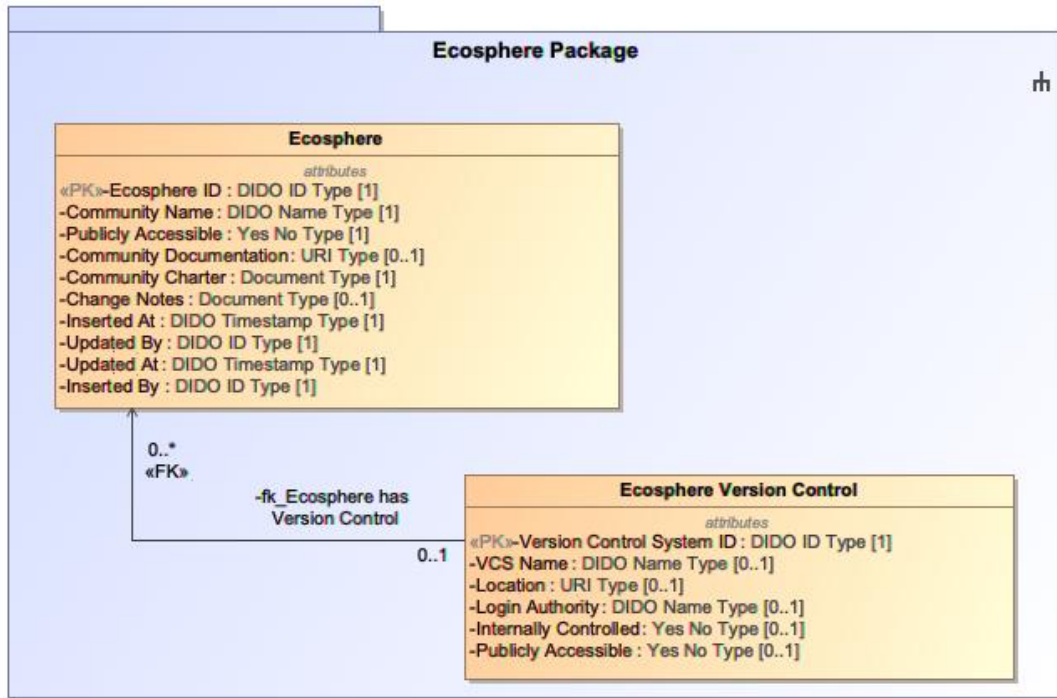 Ecosphere Package
Ecosphere
attributes
«PK»-Ecosphere ID : DIDO ID Type [1]
-Community Name : DIDO Name Type [1]
-Publicly Accessible : Yes No Type [1]
-Community Documentation : URI Type [0..1]
-Community Charter : Document Type [1]
-Change Notes : Document Type [0..1]
-Inserted At : DIDO Timestamp Type [1]
-Updated By : DIDO ID Type [1]
-Updated At : DIDO Timestamp Type [1]
-Inserted By : DIDO ID Type [1]
0..*
«FK»
-fk_Ecosphere has
Version Control
0..1
Ecosphere Version Control
attributes
«PK»-Version Control System ID : DIDO ID Type [1]
-VCS Name : DIDO Name Type [0..1]
-Location : URI Type [0..1]
-Login Authority : DIDO Name Type [0..1]
-Internally Controlled : Yes No Type [0..1]
-Publicly Accessible : Yes No Type [0..1]